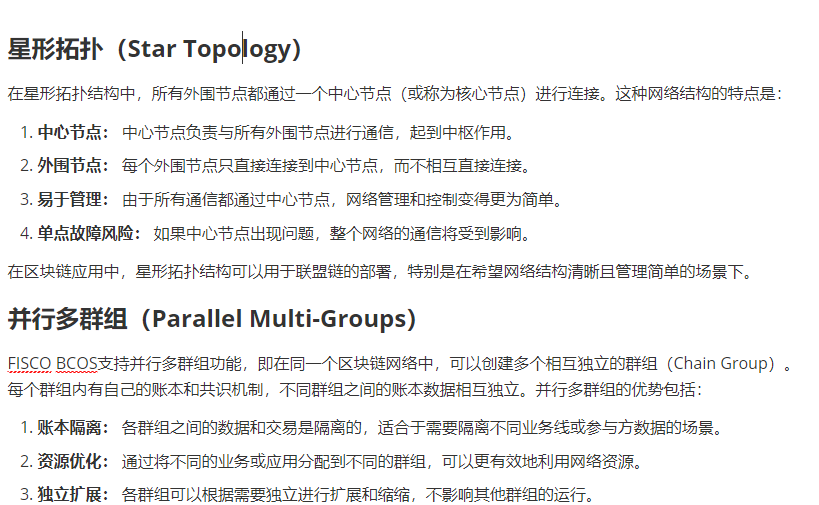 星形拓扑（Star Topology）
在星形拓扑结构中，所有外围节点都通过一个中心节点（或称为核心节点）进行连接。这种网络结构的特点是：
1. 中心节点： 中心节点负责与所有外围节点进行通信，起到中枢作用。
2. 外围节点： 每个外围节点只直接连接到中心节点，而不相互直接连接。
3. 易于管理： 由于所有通信都通过中心节点，网络管理和控制变得更为简单。
4. 单点故障风险： 如果中心节点出现问题，整个网络的通信将受到影响。
在区块链应用中，星形拓扑结构可以用于联盟链的部署，特别是在希望网络结构清晰且管理简单的场景下。
并行多群组（Parallel Multi-Groups）
FISCO BCOS支持并行多群组功能，即在同一个区块链网络中，可以创建多个相互独立的群组（Chain Group）。
每个群组内有自己的账本和共识机制，不同群组之间的账本数据相互独立。并行多群组的优势包括：
1. 账本隔离： 各群组之间的数据和交易是隔离的，适合于需要隔离不同业务线或参与方数据的场景。
2. 资源优化： 通过将不同的业务或应用分配到不同的群组，可以更有效地利用网络资源。
3. 独立扩展： 各群组可以根据需要独立进行扩展和缩缩，不影响其他群组的运行。